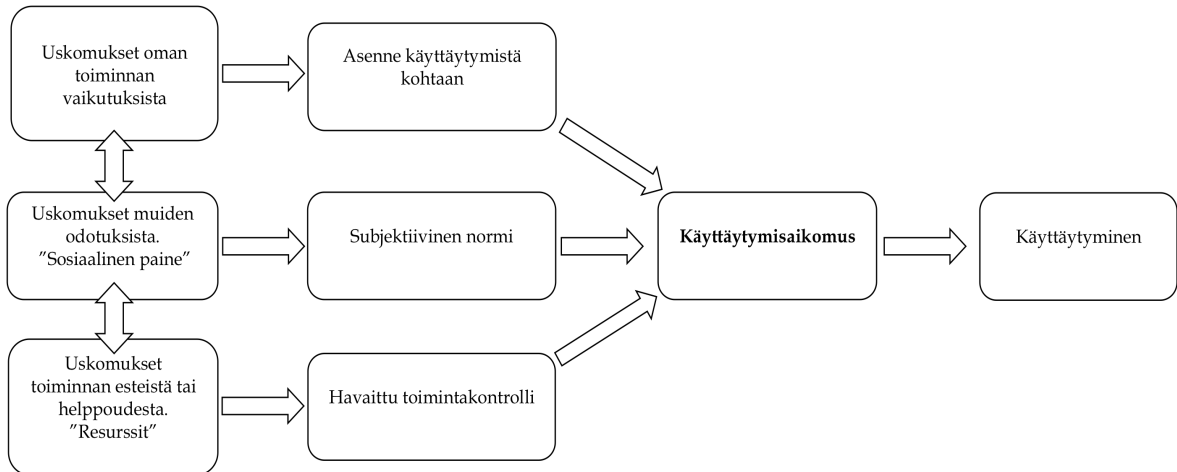 Uskomukset oman
toiminnan
vaikutuksista
Asenne käyttäytymistä
kohtaan
Uskomukset muiden
odotuksista.
”Sosiaalinen paine”
Subjektiivinen normi
Käyttäytymisaikomus
Käyttäytyminen
Uskomukset
toiminnan esteistä tai
helppoudesta.
”Resurssit”
Havaittu toimintakontrolli